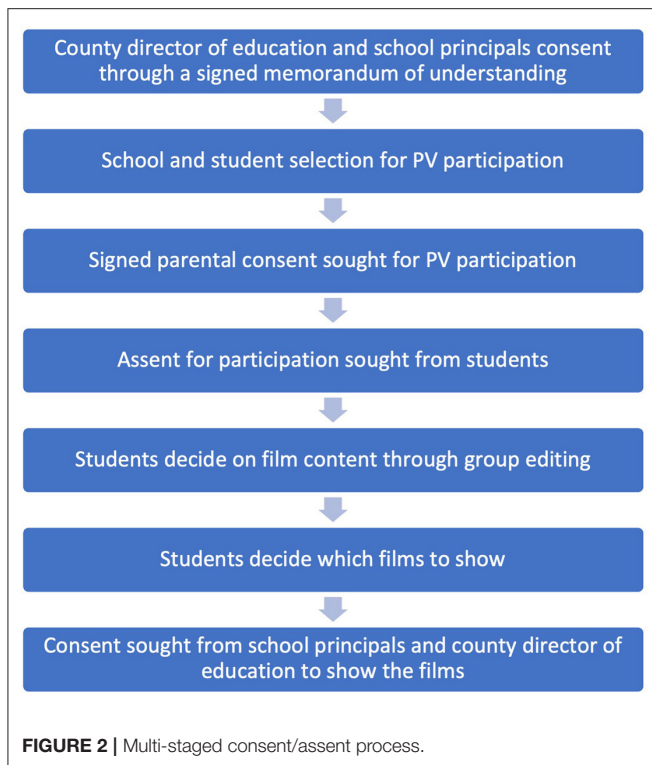 County director of education and school principals consent
through a signed memorandum of understanding
School and student selection for PV participation
Signed parental consent sought for PV participation
Assent for participation sought from students
Students decide on film content through group editing
Students decide which films to show
Consent sought from school principals and county director of
education to show the films
FIGURE 2 | Multi-staged consent/assent process.